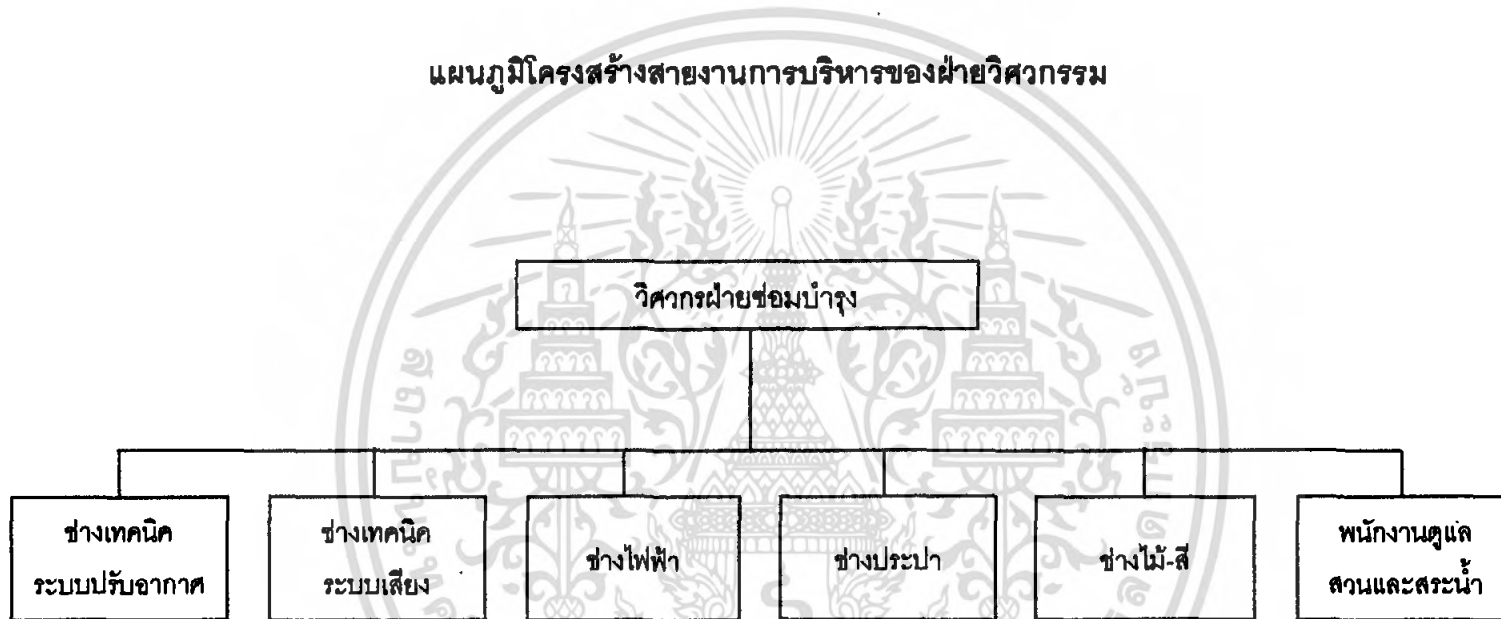 แผนภูมิโครงสร้างสายงานการบริหารของฝ่ายวิศวกรรม
วิศวกรฝ่ายซ่อมบำรุง
ช่างเทคนิค
ระบบปรับอากาศ
ช่างเทคนิค
ระบบเสียง
ช่างไฟฟ้า
ช่างประปา
ช่างไม้-สี
พนักงานดูแล
สวนและสระน้ำ